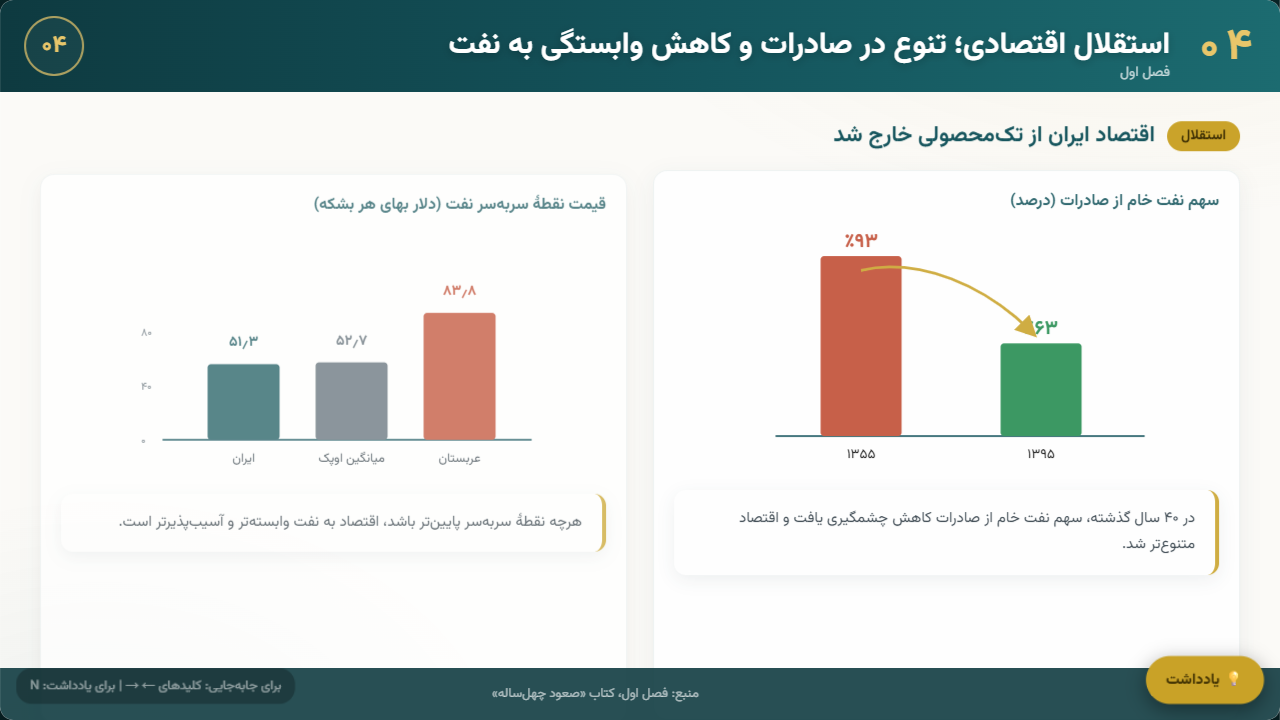 ۰۴
استقلال اقتصادی؛ تنوع در صادرات و کاهش وابستگی به نفت
فصل اول
۰۴
استقلال
اقتصاد ایران از تک‌محصولی خارج شد
سهم نفت خام از صادرات (درصد)
٪۹۳
۶۳
۱۳۵۵
۱۳۹۵
در ۴۰ سال گذشته، سهم نفت خام از صادرات کاهش چشمگیری یافت و اقتصاد
متنوع‌تر شد.
قیمت نقطهٔ سربه‌سر نفت (دلار بهای هر بشکه)
۸۳٫۸
۵۲٫۷
۵۱٫۳
۸۰
۴۰
۰
عربستان
میانگین اوپک
ایران
هرچه نقطهٔ سربه‌سر پایین‌تر باشد، اقتصاد به نفت وابسته‌تر و آسیب‌پذیرتر است.
💡 یادداشت
منبع: فصل اول، کتاب «صعود چهل‌ساله»
برای جابه‌جایی: کلیدهای ← → | برای یادداشت: N